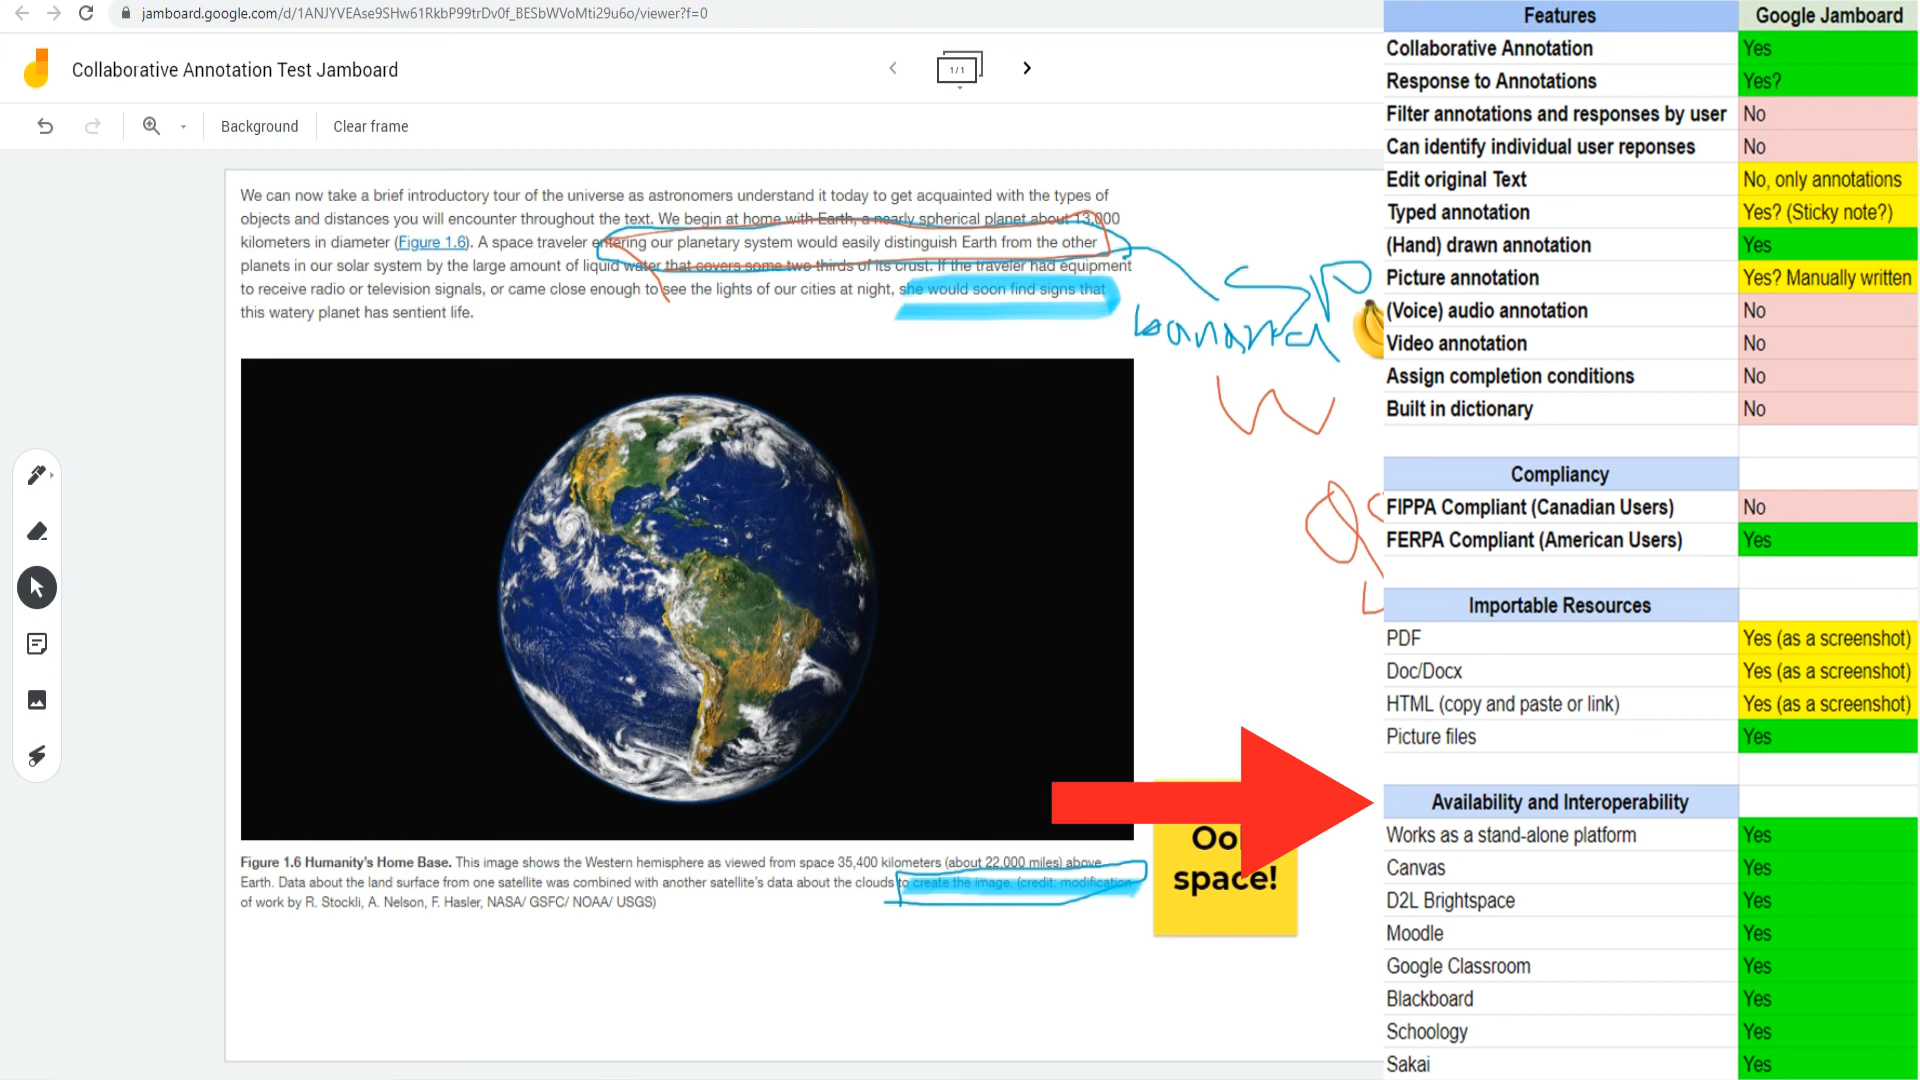 jamboard.google.com/d/1ANJYVEAse9SHw61RkbP99trDv0f_BESbWVoMti29u6o/viewer?f=0
Collaborative Annotation Test Jamboard
1/1
Background
Clear frame
We can now take a brief introductory tour of the universe as astronomers understand it today to get acquainted with the types of
objects and distances you will encounter throughout the text. We begin at home with Earth, a nearly spherical planet about 13,000
kilometers in diameter (Figure 1.6). A space traveler entering our planetary system would easily distinguish Earth from the other
planets in our solar system by the large amount of liquid water that covers some two thirds of its crust. If the traveler had equipment
to receive radio or television signals, or came close enough to see the lights of our cities at night, she would soon find signs that
this watery planet has sentient life.
banana
Figure 1.6 Humanity's Home Base. This image shows the Western hemisphere as viewed from space 35,400 kilometers (about 22,000 miles) above
Earth. Data about the land surface from one satellite was combined with another satellite's data about the clouds to create the image. (credit: modification
of work by R. Stockli, A. Nelson, F. Hasler, NASA/ GSFC/ NOAA/ USGS)
space!
Features Google Jamboard
Collaborative Annotation Yes
Response to Annotations Yes?
Filter annotations and responses by user No
Can identify individual user reponses No
Edit original Text No, only annotations
Typed annotation Yes? (Sticky note?)
(Hand) drawn annotation Yes
Picture annotation Yes? Manually written
(Voice) audio annotation No
Video annotation No
Assign completion conditions No
Built in dictionary No
Compliancy
FIPPA Compliant (Canadian Users) No
FERPA Compliant (American Users) Yes
Importable Resources
PDF Yes (as a screenshot)
Doc/Docx Yes (as a screenshot)
HTML (copy and paste or link) Yes (as a screenshot)
Picture files Yes
Availability and Interoperability
Works as a stand-alone platform Yes
Canvas Yes
D2L Brightspace Yes
Moodle Yes
Google Classroom Yes
Blackboard Yes
Schoology Yes
Sakai Yes